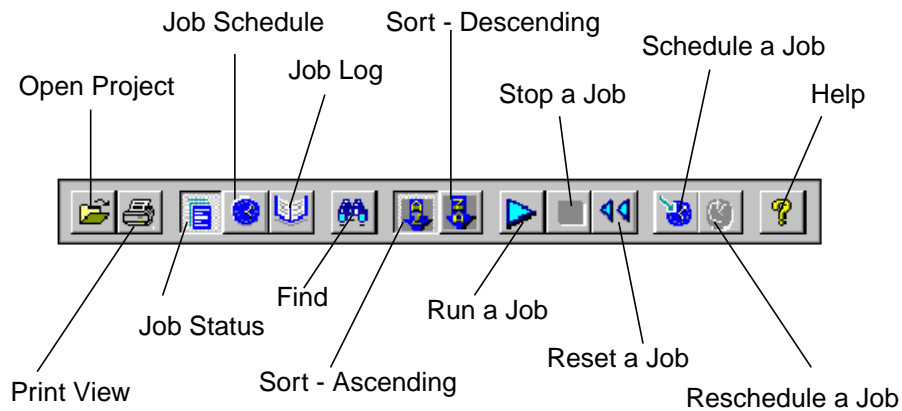 Job Schedule
Sort - Descending
Schedule a Job
Job Log
Open Project
Stop a Job
Help
Find
Run a Job
Job Status
Reset a Job
Print View
Sort - Ascending
Reschedule a Job